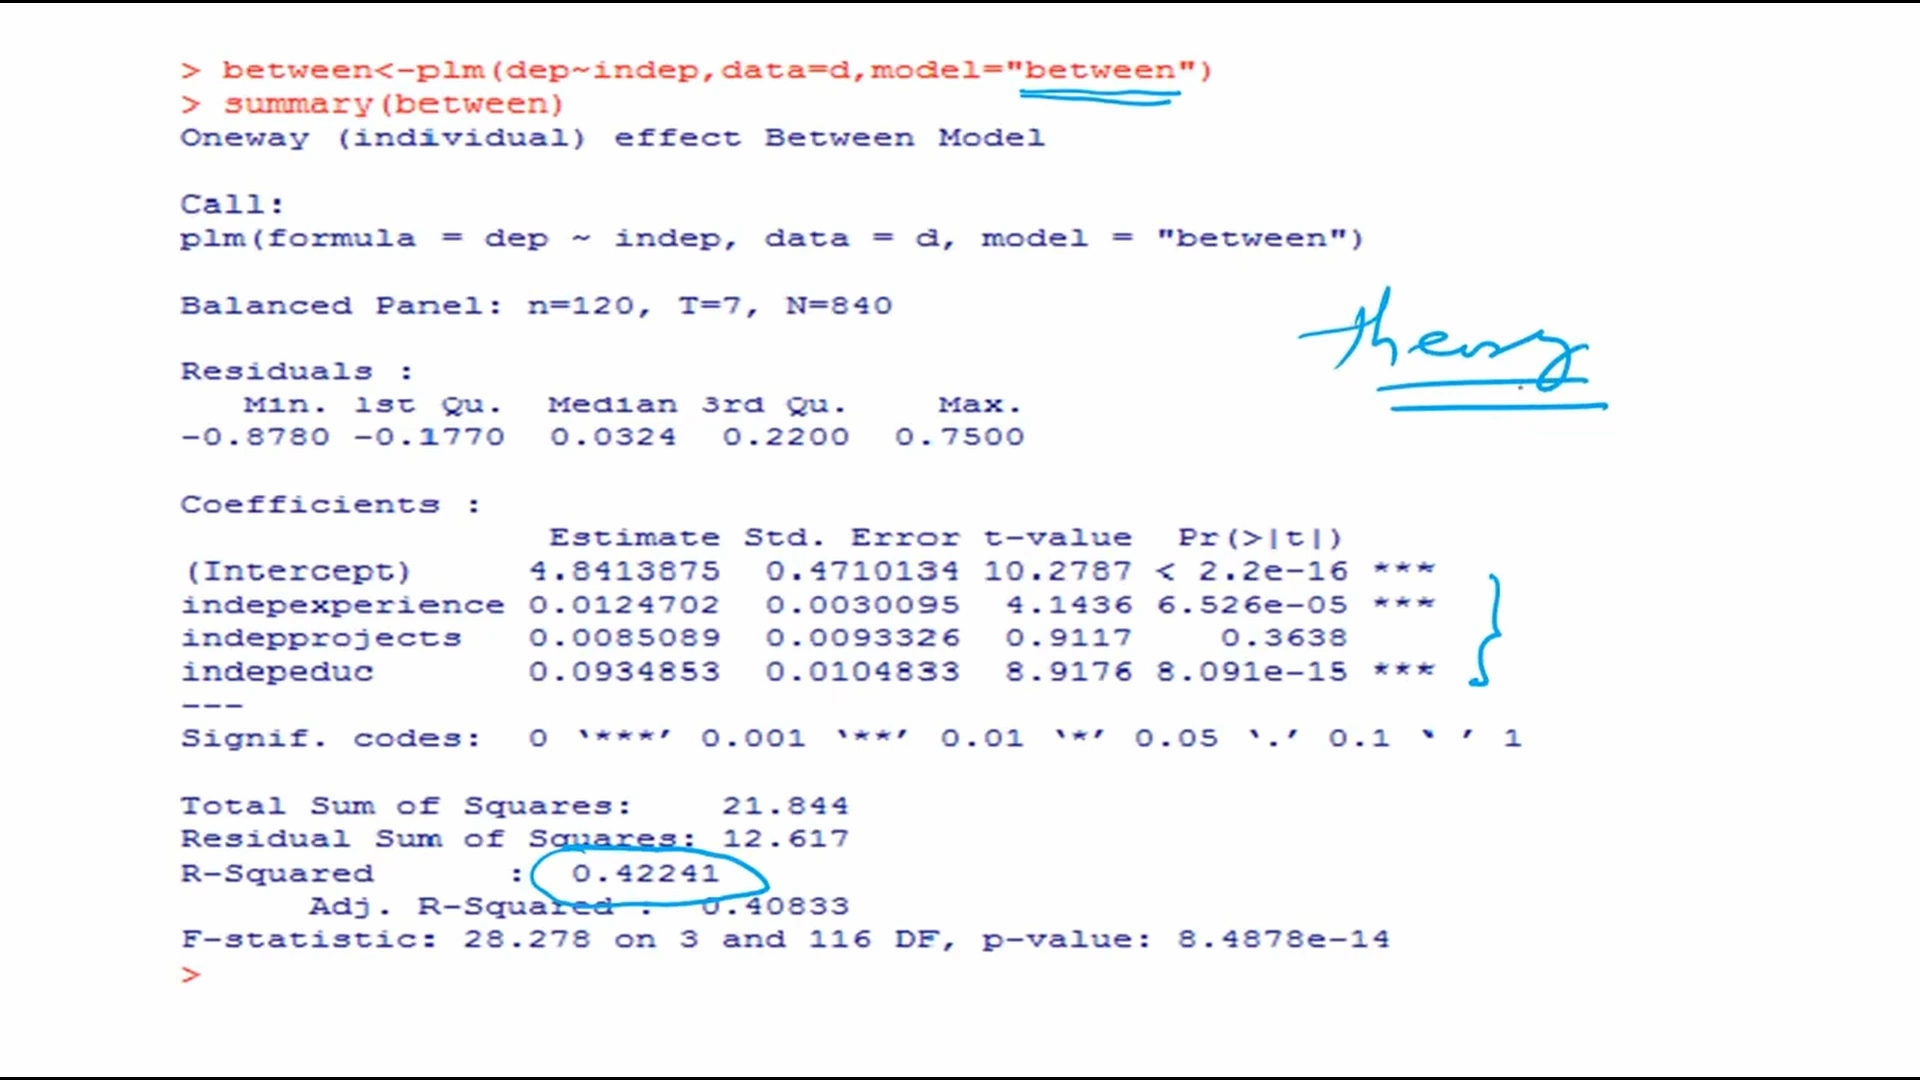 > between<-plm(dep~indep,data=d,model="between")
> summary(between)
Oneway (individual) effect Between Model
Call:
plm(formula = dep ~ indep, data = d, model = "between")
Balanced Panel: n=120, T=7, N=840
theory
Residuals :
Min. 1st Qu. Median 3rd Qu. Max.
-0.8780 -0.1770 0.0324 0.2200 0.7500
Coefficients :
Estimate Std. Error t-value Pr(>|t|)
(Intercept) 4.8413875 0.4710134 10.2787 < 2.2e-16 ***
indepexperience 0.0124702 0.0030095 4.1436 6.526e-05 ***
indepprojects 0.0085089 0.0093326 0.9117 0.3638
indepeduc 0.0934853 0.0104833 8.9176 8.091e-15 ***
---
Signif. codes: 0 ‘***’ 0.001 ‘**’ 0.01 ‘*’ 0.05 ‘.’ 0.1 ‘ ’ 1
Total Sum of Squares: 21.844
Residual Sum of Squares: 12.617
R-Squared : 0.42241
Adj. R-Squared : 0.40833
F-statistic: 28.278 on 3 and 116 DF, p-value: 8.4878e-14
>